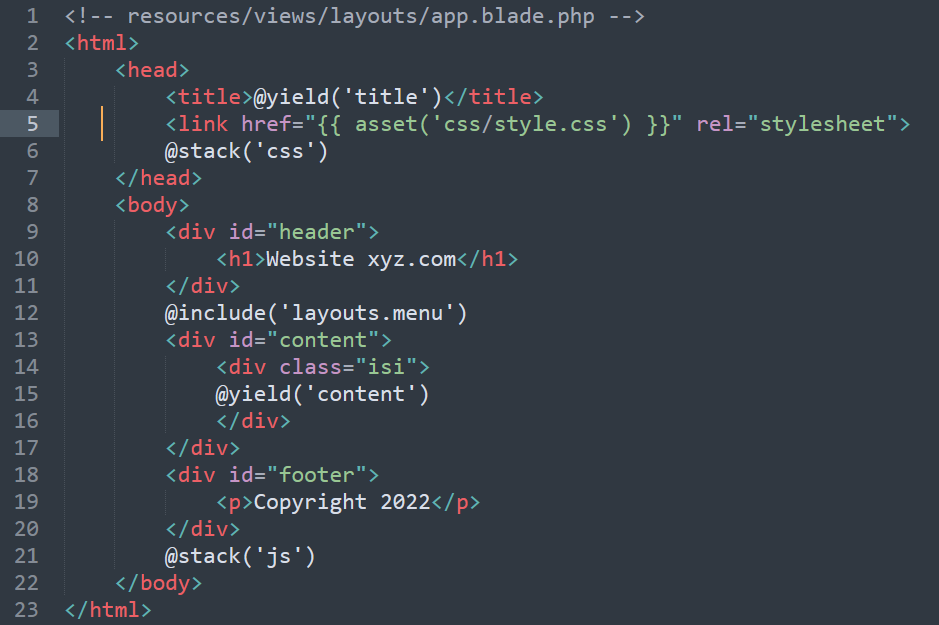 1 <!-- resources/views/layouts/app.blade.php -->
2 <html>
3     <head>
4         <title>@yield('title')</title>
5         <link href="{{ asset('css/style.css') }}" rel="stylesheet">
6         @stack('css')
7     </head>
8     <body>
9         <div id="header">
10             <h1>Website xyz.com</h1>
11         </div>
12         @include('layouts.menu')
13         <div id="content">
14             <div class="isi">
15             @yield('content')
16             </div>
17         </div>
18         <div id="footer">
19             <p>Copyright 2022</p>
20         </div>
21         @stack('js')
22     </body>
23 </html>